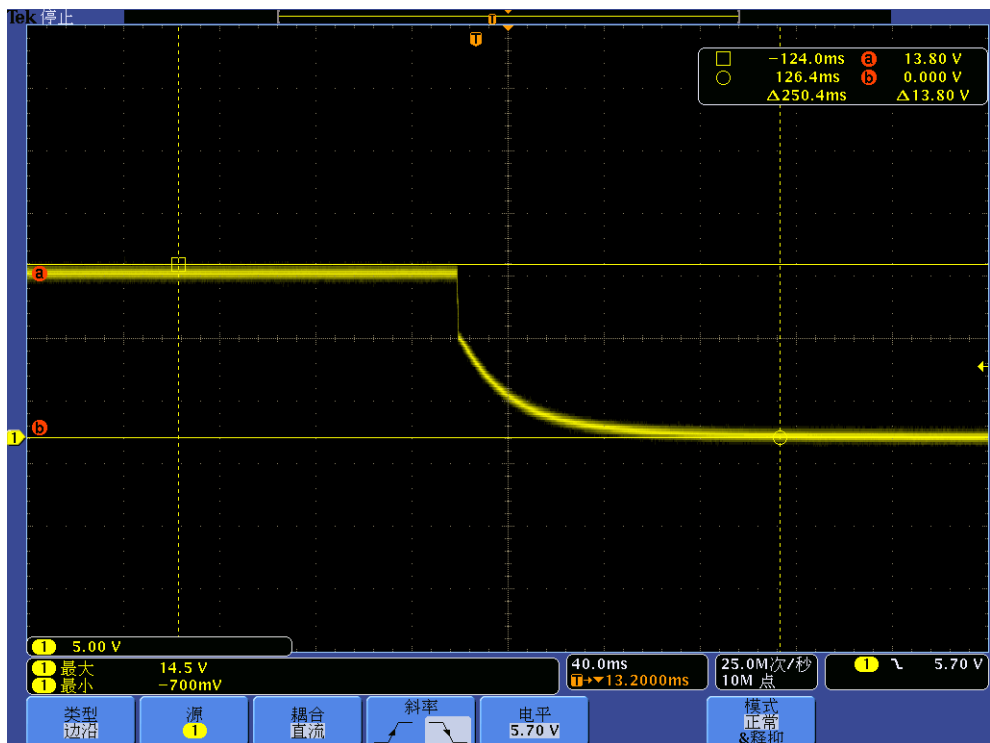 Tek 停止
T
T
−124.0ms a 13.80 V
126.4ms b 0.000 V
Δ250.4ms Δ13.80 V
a
b
1
1 5.00 V
1 最大 14.5 V
1 最小 −700mV
40.0ms
T→▼13.2000ms
25.0M次/秒
10M 点
1 5.70 V
类型
边沿
源
1
耦合
直流
斜率
电平
5.70 V
模式
正常
&释抑